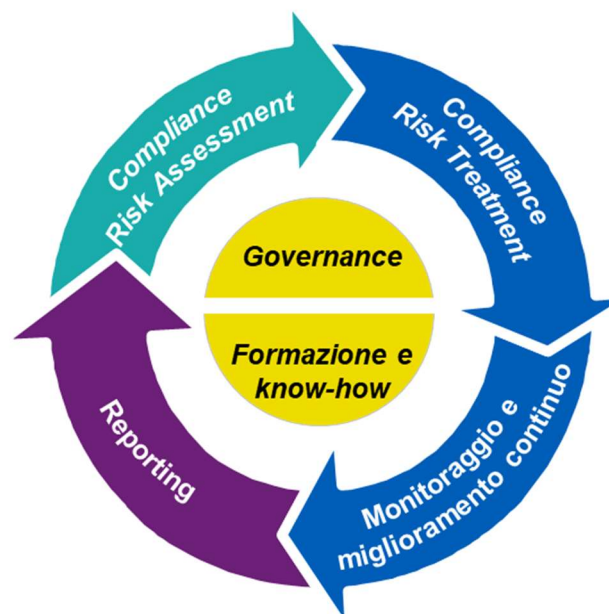 Compliance
Risk Assessment
Compliance
Risk Treatment
Governance
Formazione e
know-how
Monitoraggio e
miglioramento continuo
Reporting